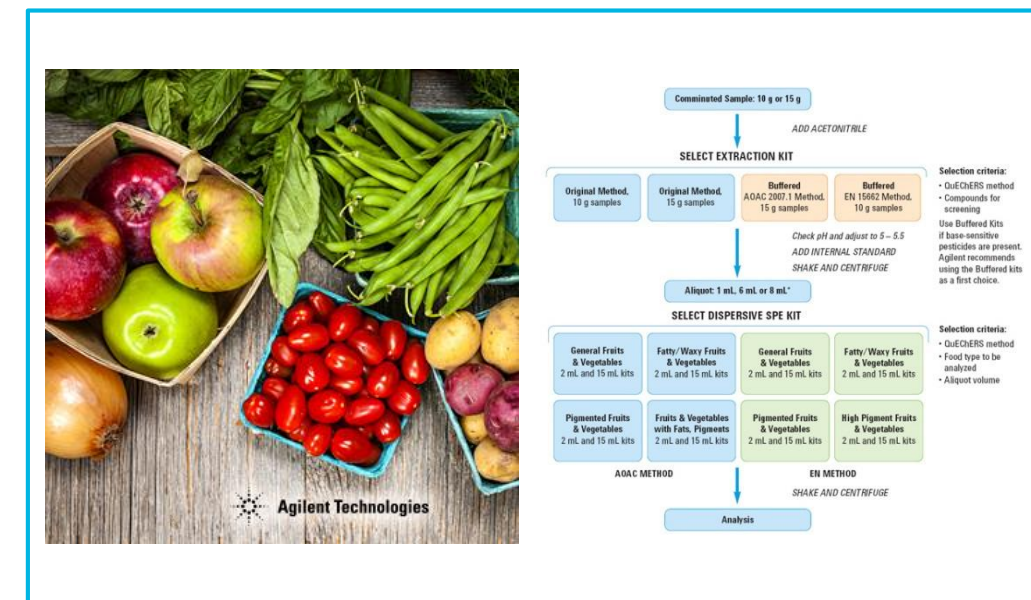 Agilent Technologies
Comminuted Sample: 10 g or 15 g
ADD ACETONITRILE
SELECT EXTRACTION KIT
Original Method,
10 g samples
Original Method,
15 g samples
Buffered
AOAC 2007.1 Method,
15 g samples
Buffered
EN 15662 Method,
10 g samples
Selection criteria:
• QuEChERS method
• Compounds for
screening
Use Buffered Kits
if base-sensitive
pesticides are present.
Agilent recommends
using the Buffered kits
as a first choice.
Check pH and adjust to 5 – 5.5
ADD INTERNAL STANDARD
SHAKE AND CENTRIFUGE
Aliquot: 1 mL, 6 mL or 8 mL*
SELECT DISPERSIVE SPE KIT
General Fruits
& Vegetables
2 mL and 15 mL kits
Fatty/Waxy Fruits
& Vegetables
2 mL and 15 mL kits
General Fruits
& Vegetables
2 mL and 15 mL kits
Fatty/Waxy Fruits
& Vegetables
2 mL and 15 mL kits
Selection criteria:
• QuEChERS method
• Food type to be
analyzed
• Aliquot volume
Pigmented Fruits
& Vegetables
2 mL and 15 mL kits
Fruits & Vegetables
with Fats, Pigments
2 mL and 15 mL kits
Pigmented Fruits
& Vegetables
2 mL and 15 mL kits
High Pigment Fruits
& Vegetables
2 mL and 15 mL kits
AOAC METHOD
EN METHOD
SHAKE AND CENTRIFUGE
Analysis